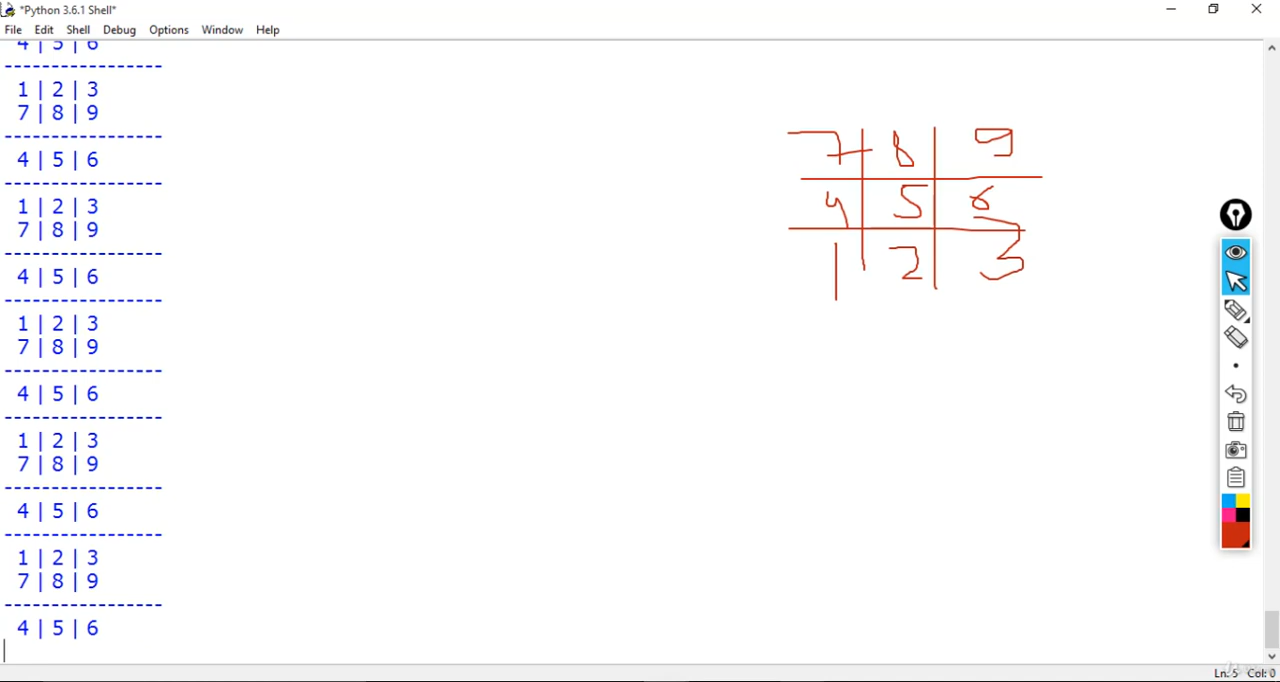 *Python 3.6.1 Shell*
File Edit Shell Debug Options Window Help
4 | 5 | 6
------------------
1 | 2 | 3
7 | 8 | 9
------------------
4 | 5 | 6
------------------
1 | 2 | 3
7 | 8 | 9
------------------
4 | 5 | 6
------------------
1 | 2 | 3
7 | 8 | 9
------------------
4 | 5 | 6
------------------
1 | 2 | 3
7 | 8 | 9
------------------
4 | 5 | 6
------------------
1 | 2 | 3
7 | 8 | 9
------------------
4 | 5 | 6
7 8 9
4 5 6
1 2 3
Ln: 5 Col: 0